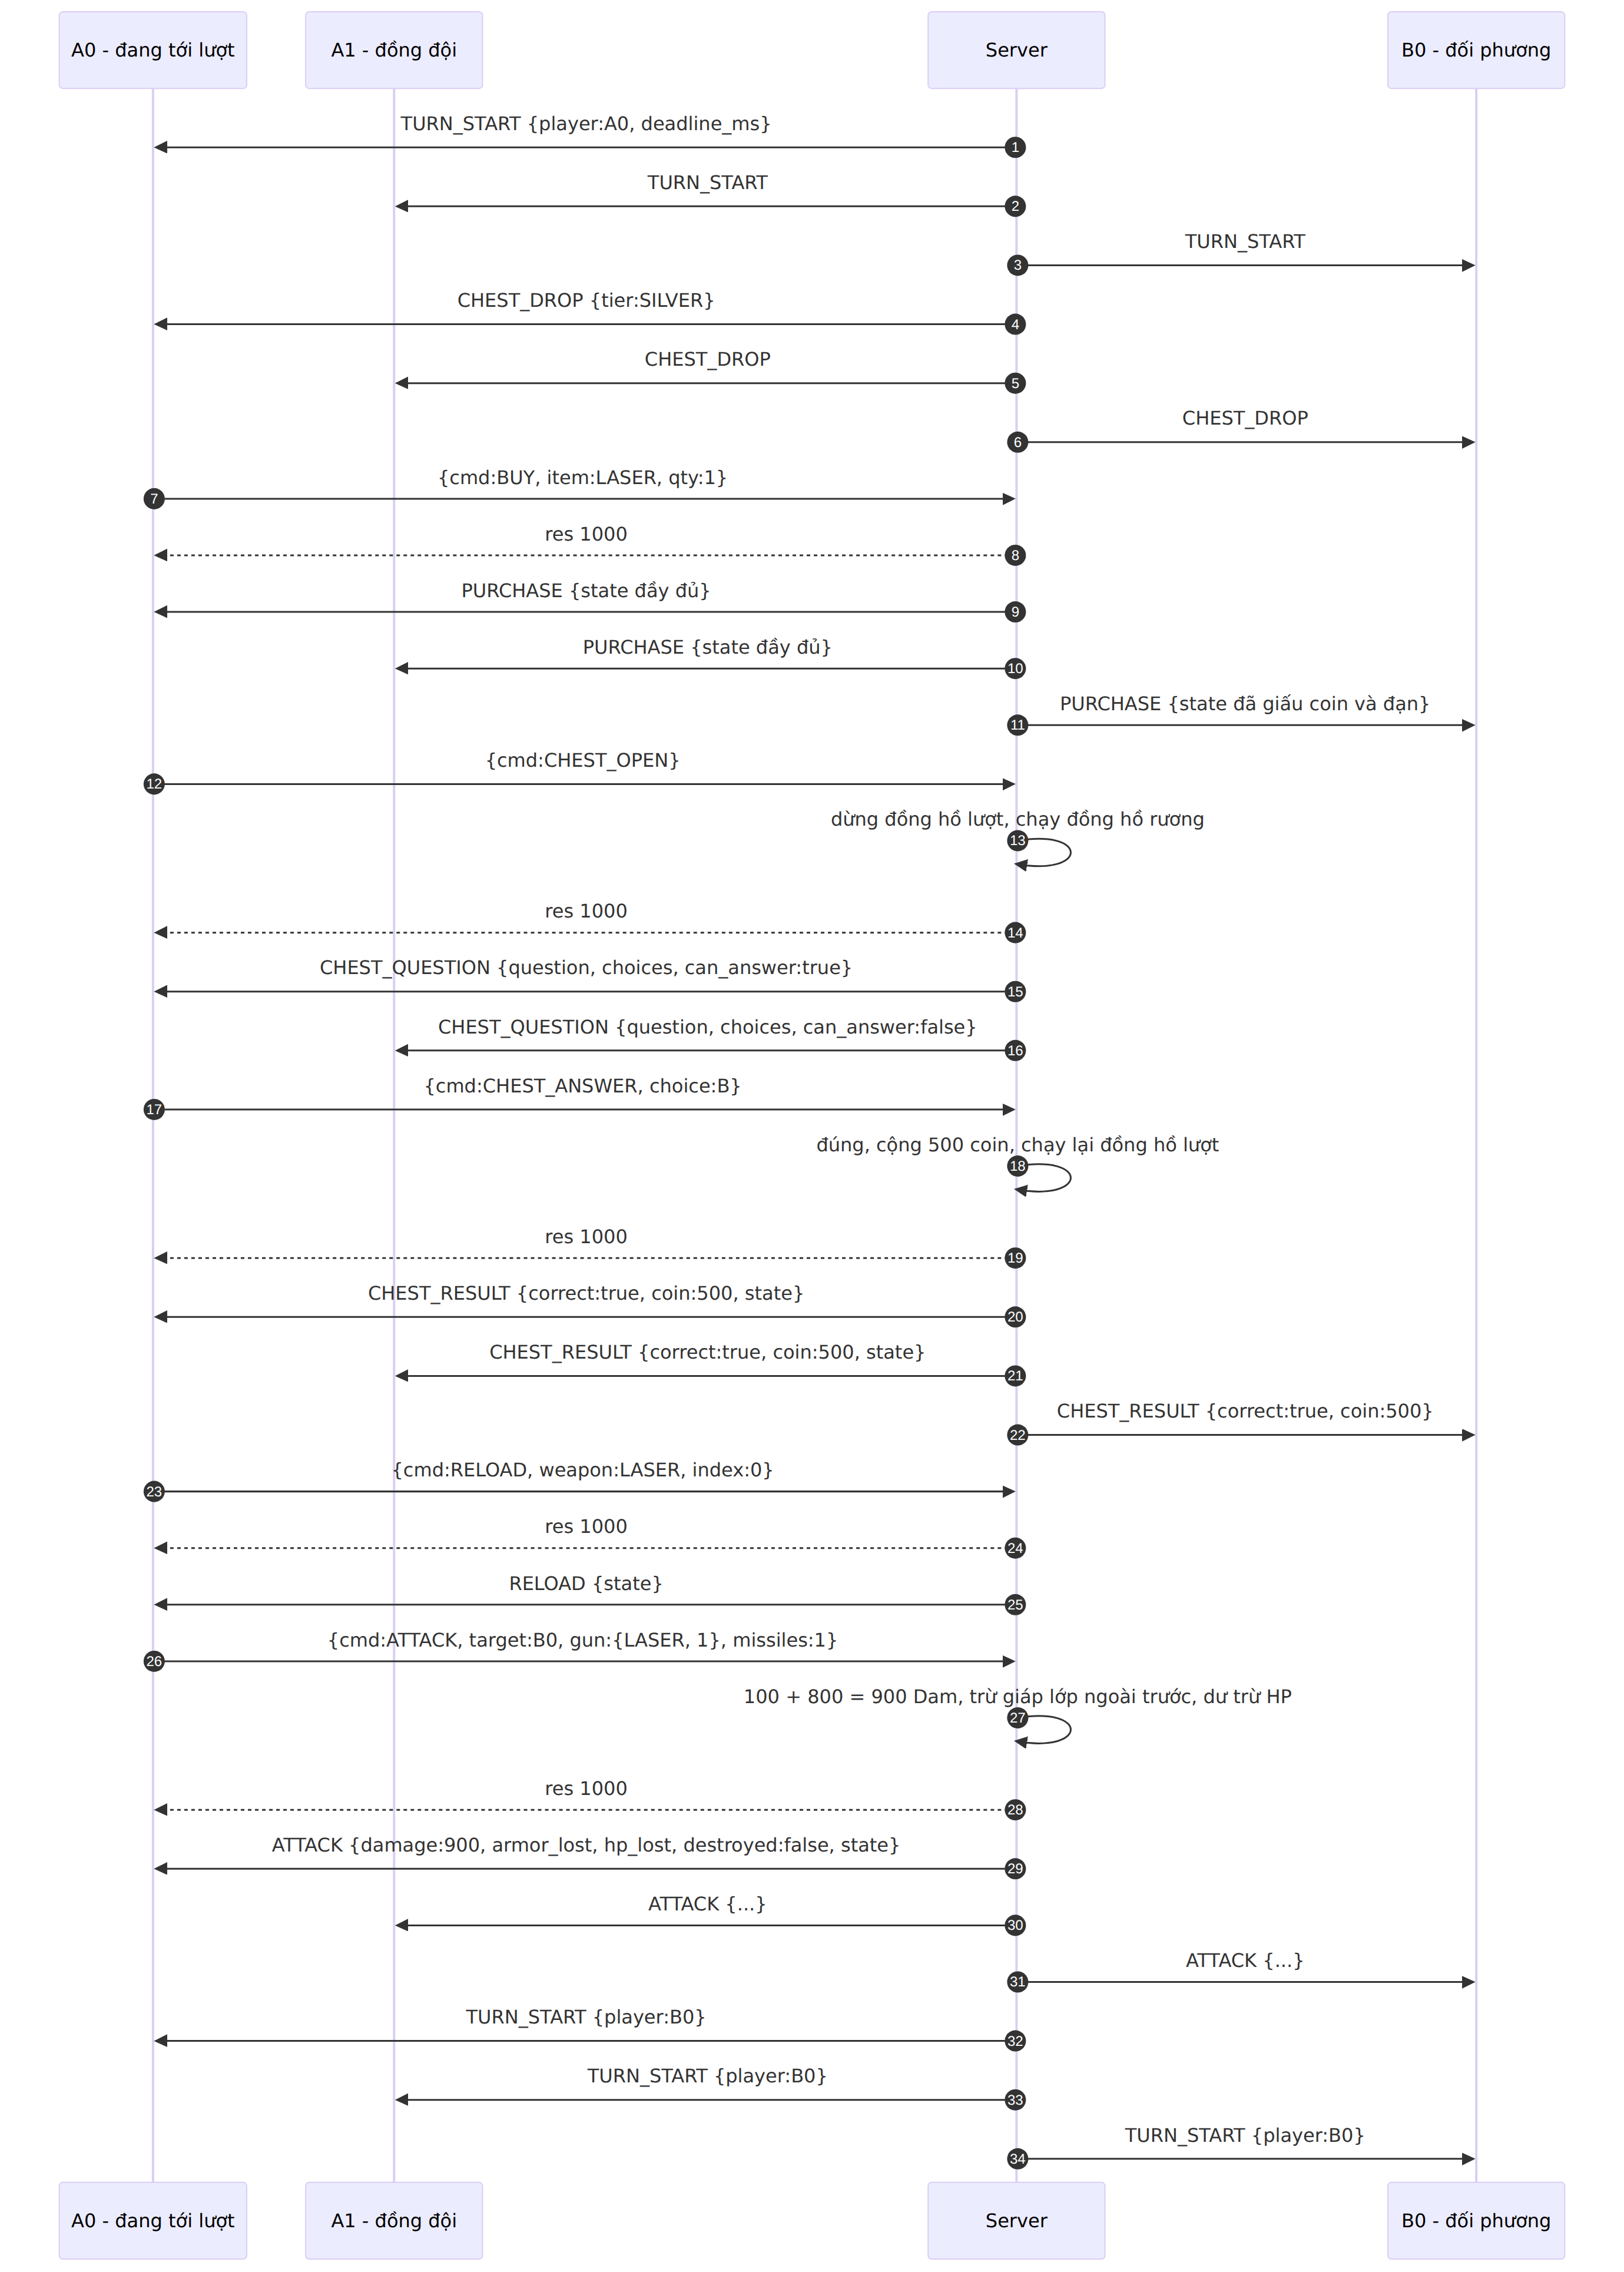 A0 - đang tới lượt
A1 - đồng đội
Server
B0 - đối phương
TURN_START {player:A0, deadline_ms}
1
TURN_START
2
TURN_START
3
CHEST_DROP {tier:SILVER}
4
CHEST_DROP
5
CHEST_DROP
6
{cmd:BUY, item:LASER, qty:1}
7
res 1000
8
PURCHASE {state đầy đủ}
9
PURCHASE {state đầy đủ}
10
PURCHASE {state đã giấu coin và đạn}
11
{cmd:CHEST_OPEN}
12
dừng đồng hồ lượt, chạy đồng hồ rương
13
res 1000
14
CHEST_QUESTION {question, choices, can_answer:true}
15
CHEST_QUESTION {question, choices, can_answer:false}
16
{cmd:CHEST_ANSWER, choice:B}
17
đúng, cộng 500 coin, chạy lại đồng hồ lượt
18
res 1000
19
CHEST_RESULT {correct:true, coin:500, state}
20
CHEST_RESULT {correct:true, coin:500, state}
21
CHEST_RESULT {correct:true, coin:500}
22
{cmd:RELOAD, weapon:LASER, index:0}
23
res 1000
24
RELOAD {state}
25
{cmd:ATTACK, target:B0, gun:{LASER, 1}, missiles:1}
26
100 + 800 = 900 Dam, trừ giáp lớp ngoài trước, dư trừ HP
27
res 1000
28
ATTACK {damage:900, armor_lost, hp_lost, destroyed:false, state}
29
ATTACK {...}
30
ATTACK {...}
31
TURN_START {player:B0}
32
TURN_START {player:B0}
33
TURN_START {player:B0}
34
A0 - đang tới lượt
A1 - đồng đội
Server
B0 - đối phương